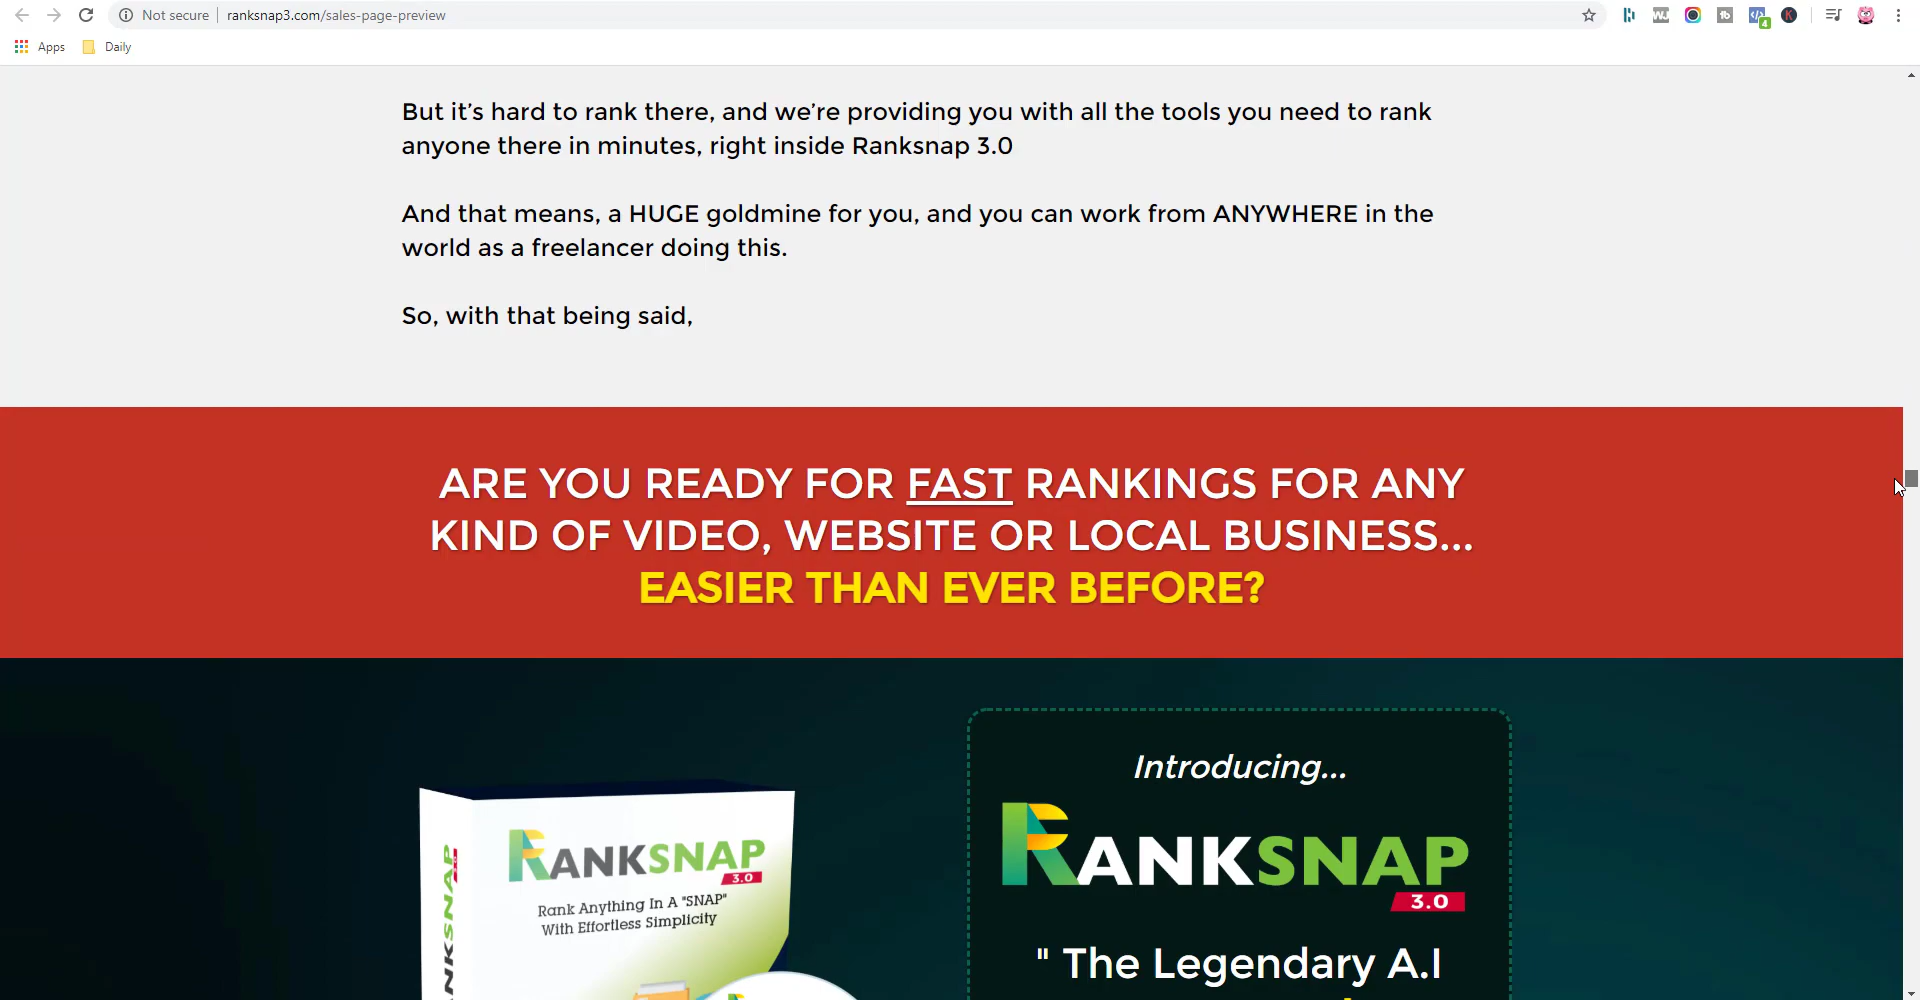 Not secure
ranksnap3.com/sales-page-preview
4
Apps
Daily
But it’s hard to rank there, and we’re providing you with all the tools you need to rank
anyone there in minutes, right inside Ranksnap 3.0
And that means, a HUGE goldmine for you, and you can work from ANYWHERE in the
world as a freelancer doing this.
So, with that being said,
ARE YOU READY FOR FAST RANKINGS FOR ANY
KIND OF VIDEO, WEBSITE OR LOCAL BUSINESS...
EASIER THAN EVER BEFORE?
Introducing...
RANKSNAP
3.0
" The Legendary A.I
RANKSNAP
3.0
Rank Anything In A "SNAP"
With Effortless Simplicity
ANKSNAP
3.0